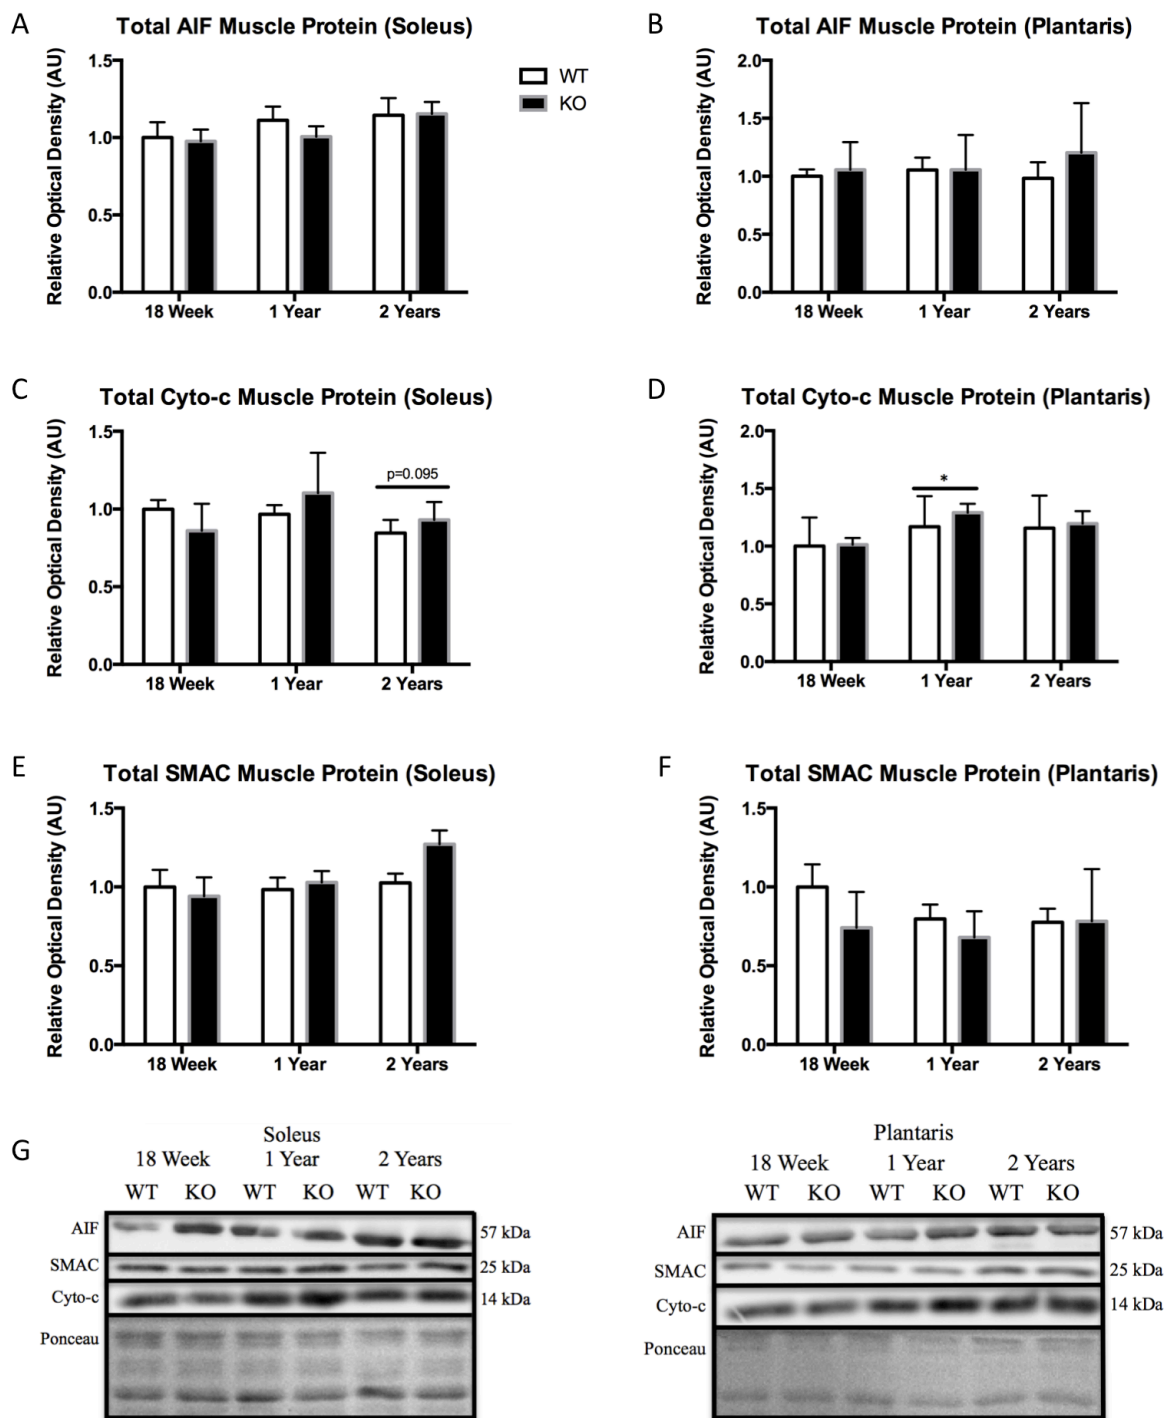 A
Total AIF Muscle Protein (Soleus)
Relative Optical Density (AU)
1.5
1.0
0.5
0.0
18 Week 1 Year 2 Years
WT
KO
B
Total AIF Muscle Protein (Plantaris)
Relative Optical Density (AU)
2.0
1.5
1.0
0.5
0.0
18 Week 1 Year 2 Years
C
Total Cyto-c Muscle Protein (Soleus)
Relative Optical Density (AU)
1.5
1.0
0.5
0.0
p=0.095
18 Week 1 Year 2 Years
D
Total Cyto-c Muscle Protein (Plantaris)
Relative Optical Density (AU)
2.0
1.5
1.0
0.5
0.0
*
18 Week 1 Year 2 Years
E
Total SMAC Muscle Protein (Soleus)
Relative Optical Density (AU)
1.5
1.0
0.5
0.0
18 Week 1 Year 2 Years
F
Total SMAC Muscle Protein (Plantaris)
Relative Optical Density (AU)
1.5
1.0
0.5
0.0
18 Week 1 Year 2 Years
G
Soleus
18 Week 1 Year 2 Years
WT KO WT KO WT KO
AIF 57 kDa
SMAC 25 kDa
Cyto-c 14 kDa
Ponceau
Plantaris
18 Week 1 Year 2 Years
WT KO WT KO WT KO
AIF 57 kDa
SMAC 25 kDa
Cyto-c 14 kDa
Ponceau